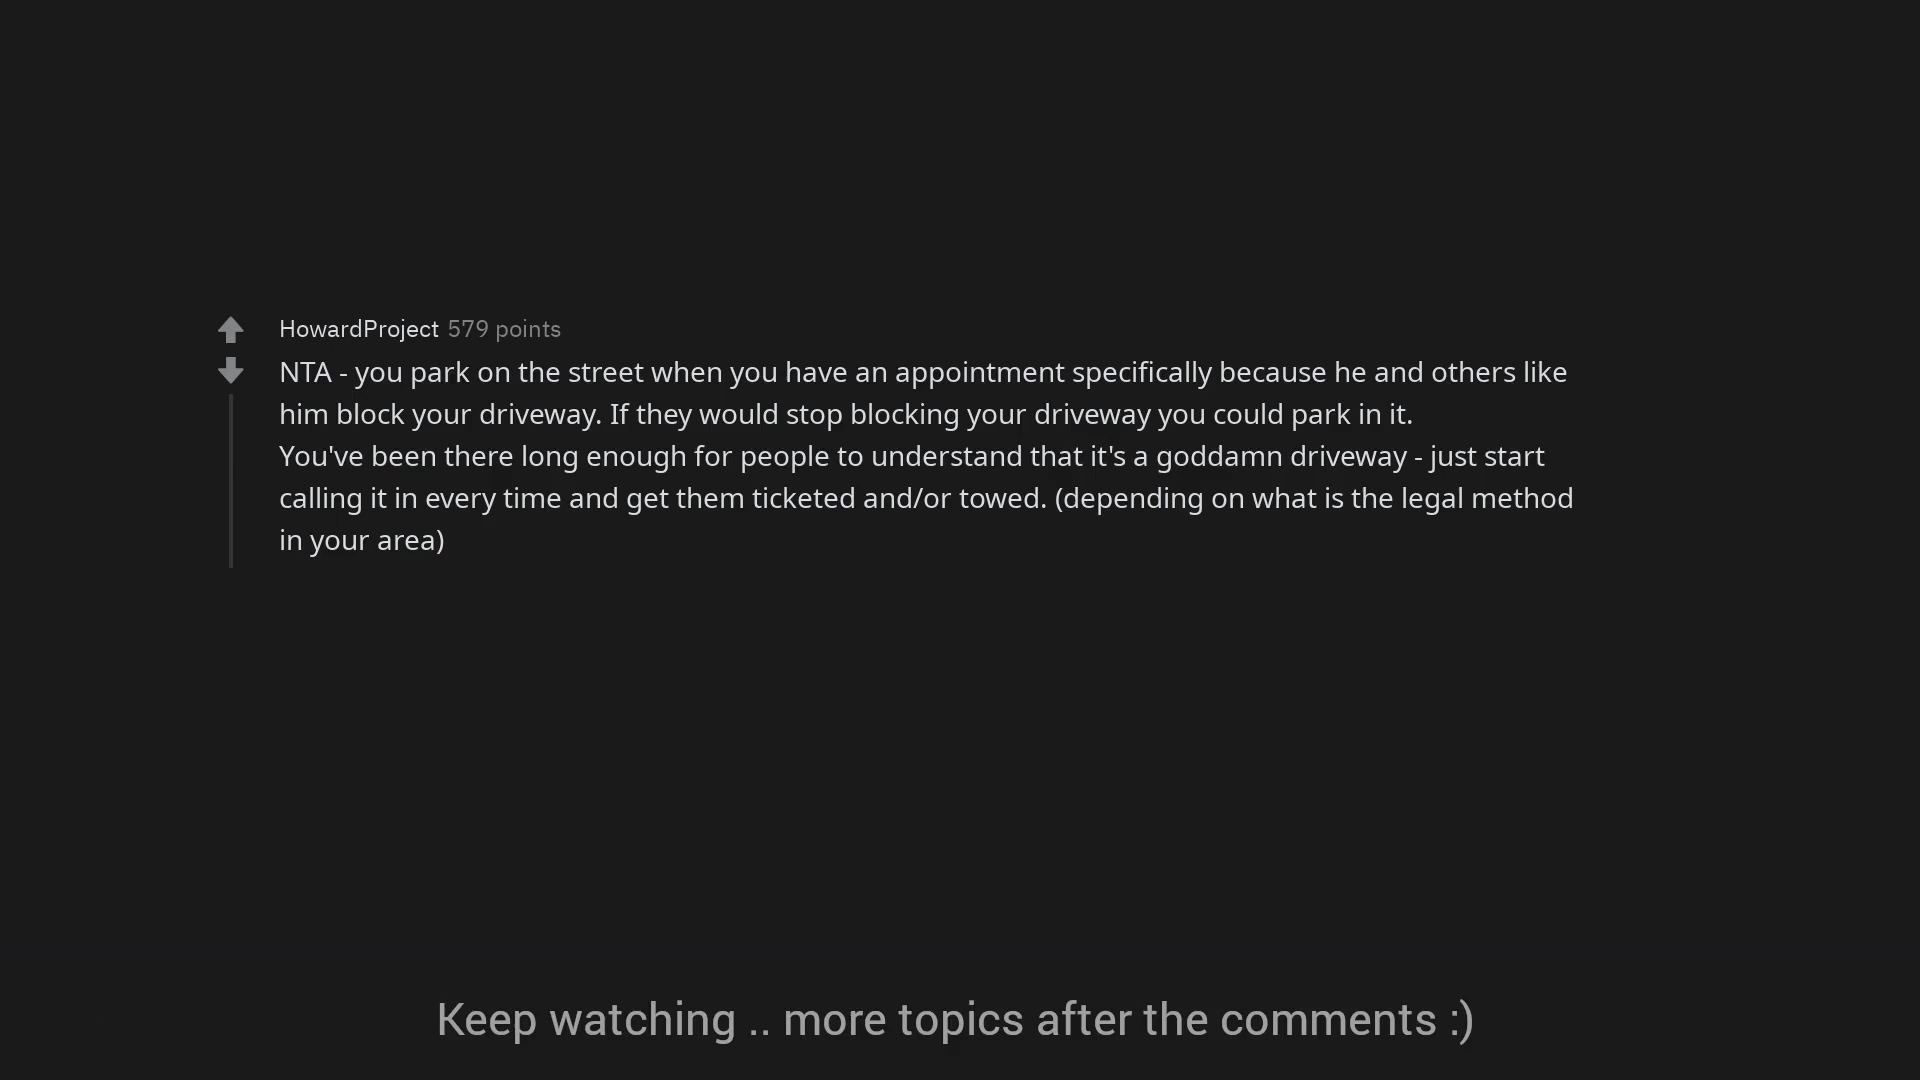 HowardProject 579 points
NTA - you park on the street when you have an appointment specifically because he and others like
him block your driveway. If they would stop blocking your driveway you could park in it.
You've been there long enough for people to understand that it's a goddamn driveway - just start
calling it in every time and get them ticketed and/or towed. (depending on what is the legal method
in your area)
Keep watching .. more topics after the comments :)